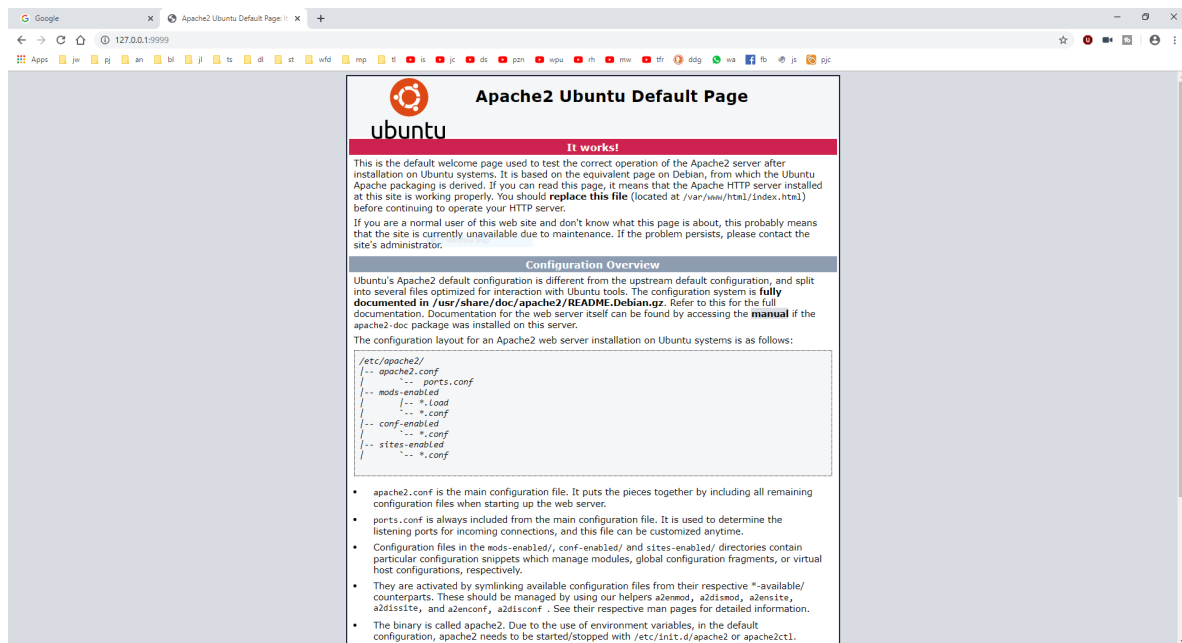 Google
Apache2 Ubuntu Default Page: It
127.0.0.1:9999
Apps jw pj an bl jl ts dl st wfd mp tl is jc ds pzn wpu rh mw tfr ddg wa fb js pjc
Apache2 Ubuntu Default Page
ubuntu
It works!
This is the default welcome page used to test the correct operation of the Apache2 server after
installation on Ubuntu systems. It is based on the equivalent page on Debian, from which the Ubuntu
Apache packaging is derived. If you can read this page, it means that the Apache HTTP server installed
at this site is working properly. You should replace this file (located at /var/www/html/index.html)
before continuing to operate your HTTP server.
If you are a normal user of this web site and don't know what this page is about, this probably means
that the site is currently unavailable due to maintenance. If the problem persists, please contact the
site's administrator.
Configuration Overview
Ubuntu's Apache2 default configuration is different from the upstream default configuration, and split
into several files optimized for interaction with Ubuntu tools. The configuration system is fully
documented in /usr/share/doc/apache2/README.Debian.gz. Refer to this for the full
documentation. Documentation for the web server itself can be found by accessing the manual if the
apache2-doc package was installed on this server.
The configuration layout for an Apache2 web server installation on Ubuntu systems is as follows:
/etc/apache2/
|-- apache2.conf
|       `--  ports.conf
|-- mods-enabled
|       |-- *.load
|       `-- *.conf
|-- conf-enabled
|       `-- *.conf
|-- sites-enabled
|       `-- *.conf
• apache2.conf is the main configuration file. It puts the pieces together by including all remaining
configuration files when starting up the web server.
• ports.conf is always included from the main configuration file. It is used to determine the
listening ports for incoming connections, and this file can be customized anytime.
• Configuration files in the mods-enabled/, conf-enabled/ and sites-enabled/ directories contain
particular configuration snippets which manage modules, global configuration fragments, or virtual
host configurations, respectively.
• They are activated by symlinking available configuration files from their respective *-available/
counterparts. These should be managed by using our helpers a2enmod, a2dismod, a2ensite,
a2dissite, and a2enconf, a2disconf . See their respective man pages for detailed information.
• The binary is called apache2. Due to the use of environment variables, in the default
configuration, apache2 needs to be started/stopped with /etc/init.d/apache2 or apache2ctl.